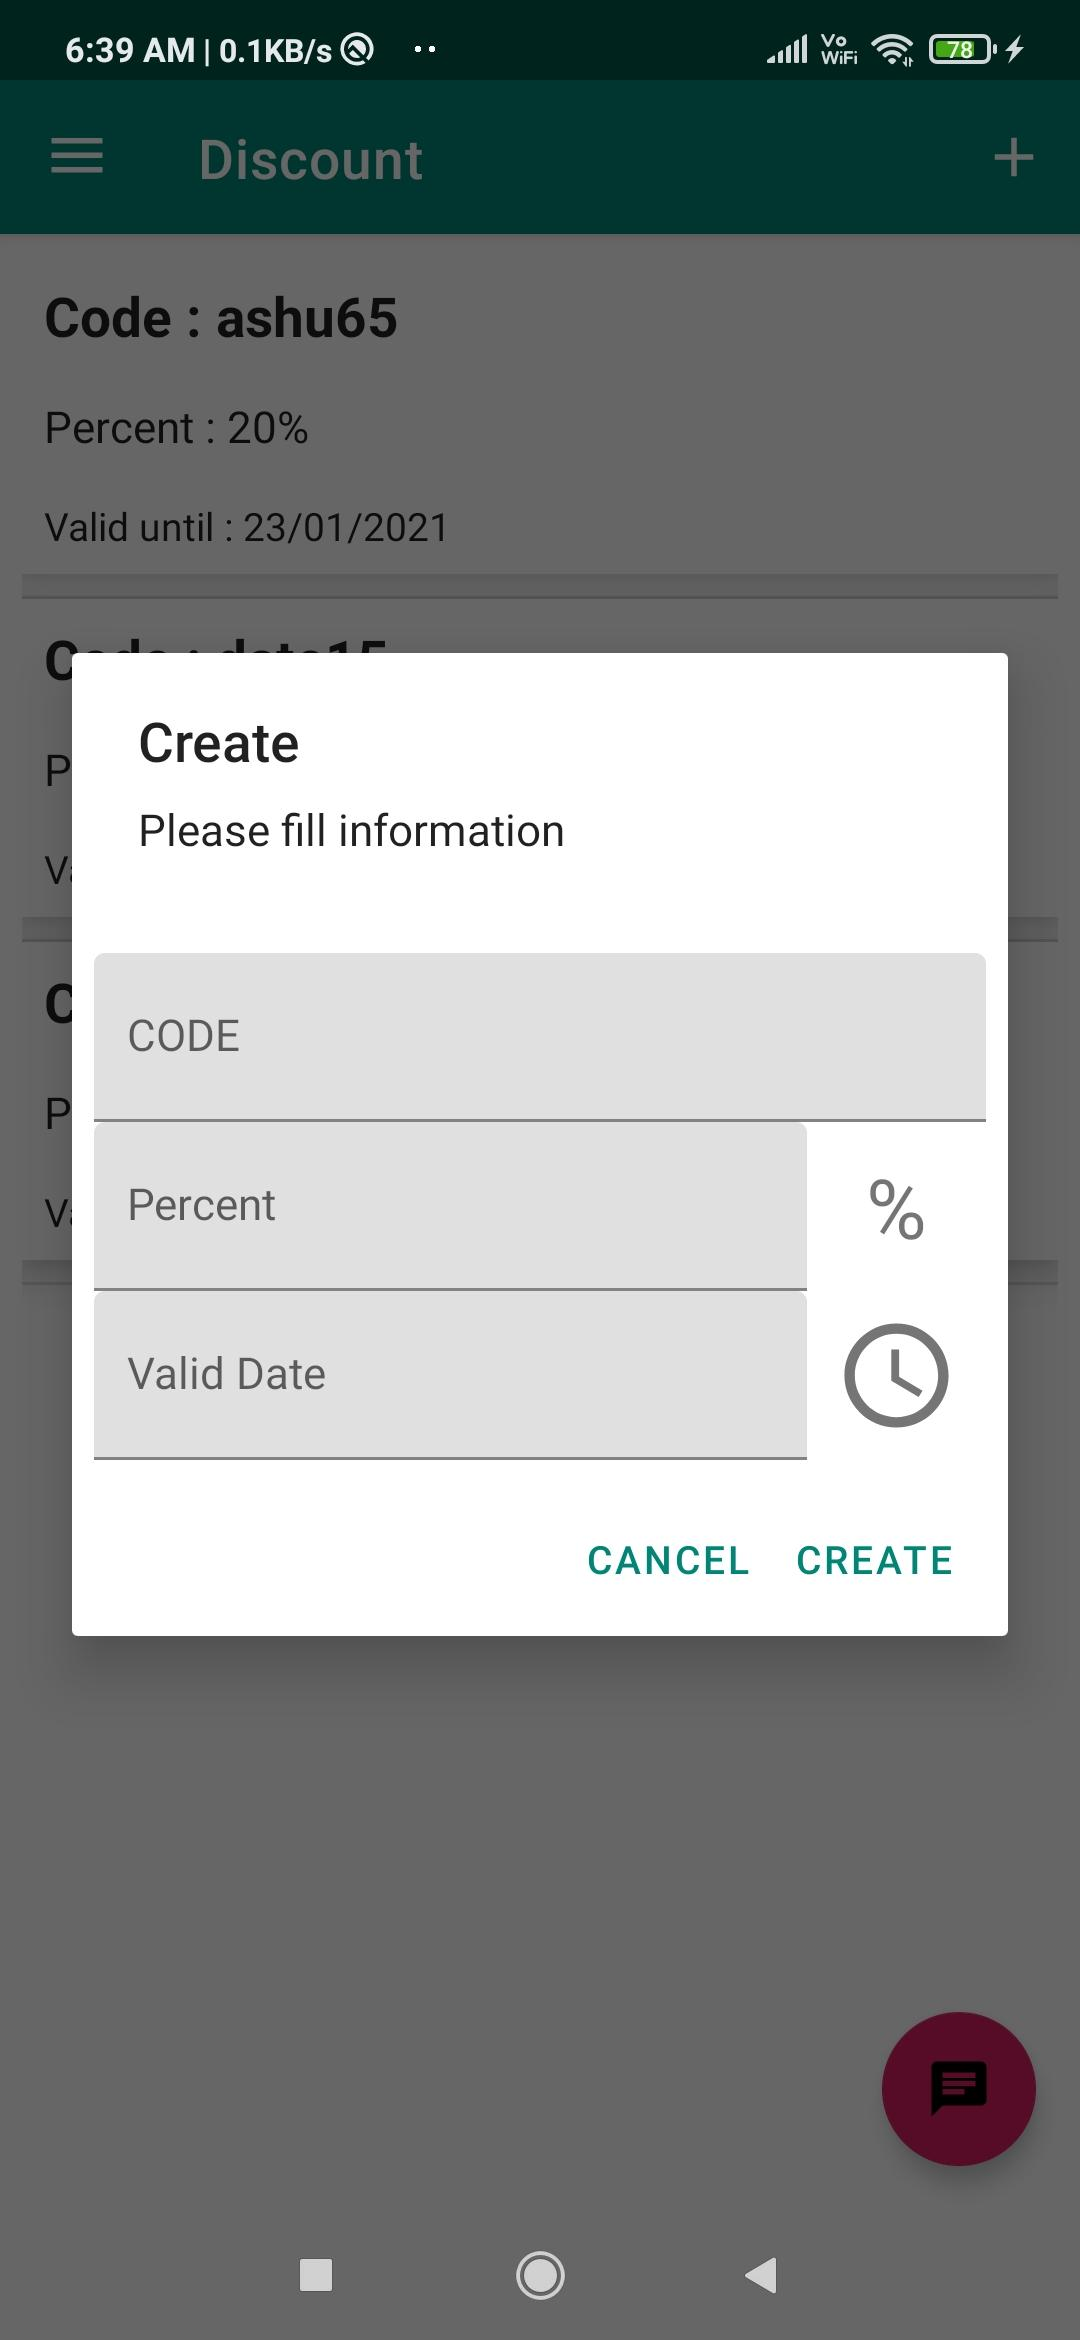 6:39 AM | 0.1KB/s
Vo WiFi
78
Discount
Code : ashu65
Percent : 20%
Valid until : 23/01/2021
Create
Please fill information
CODE
Percent
%
Valid Date
CANCEL CREATE